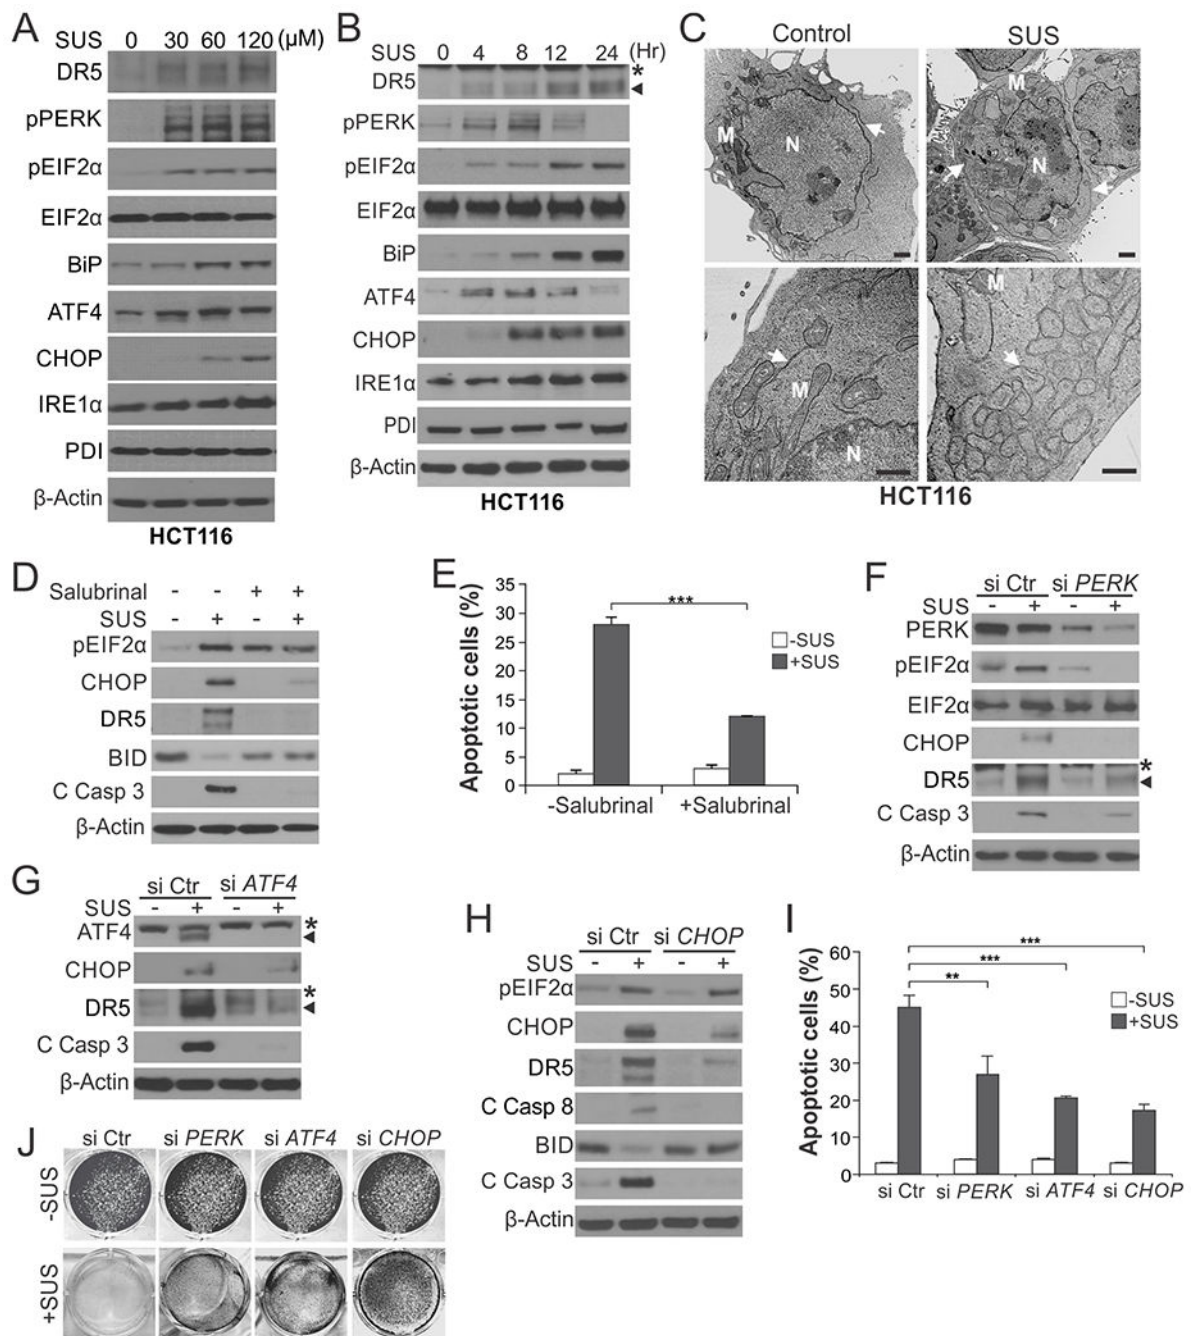 A
SUS 0 30 60 120 (µM)
DR5
pPERK
pEIF2α
EIF2α
BiP
ATF4
CHOP
IRE1α
PDI
β-Actin
HCT116
B
SUS 0 4 8 12 24 (Hr)
DR5 *
pPERK
pEIF2α
EIF2α
BiP
ATF4
CHOP
IRE1α
PDI
β-Actin
HCT116
C
Control SUS
M N
M N
M N
M
HCT116
D
Salubrinal - - + +
SUS - + - +
pEIF2α
CHOP
DR5
BID
C Casp 3
β-Actin
E
Apoptotic cells (%)
35
30
25
20
15
10
5
0
***
-SUS
+SUS
-Salubrinal +Salubrinal
F
si Ctr si PERK
SUS - + - +
PERK
pEIF2α
EIF2α
CHOP
DR5 *
C Casp 3
β-Actin
G
si Ctr si ATF4
SUS - + - +
ATF4 *
CHOP
DR5 *
C Casp 3
β-Actin
H
si Ctr si CHOP
SUS - + - +
pEIF2α
CHOP
DR5
C Casp 8
BID
C Casp 3
β-Actin
I
Apoptotic cells (%)
60
50
40
30
20
10
0
***
***
**
-SUS
+SUS
si Ctr si PERK si ATF4 si CHOP
J
si Ctr si PERK si ATF4 si CHOP
-SUS
+SUS